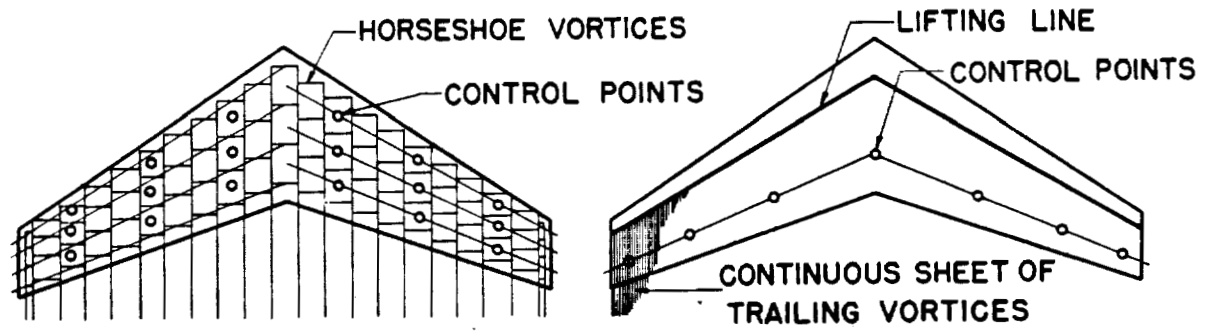 HORSESHOE VORTICES
CONTROL POINTS
LIFTING LINE
CONTROL POINTS
CONTINUOUS SHEET OF
TRAILING VORTICES